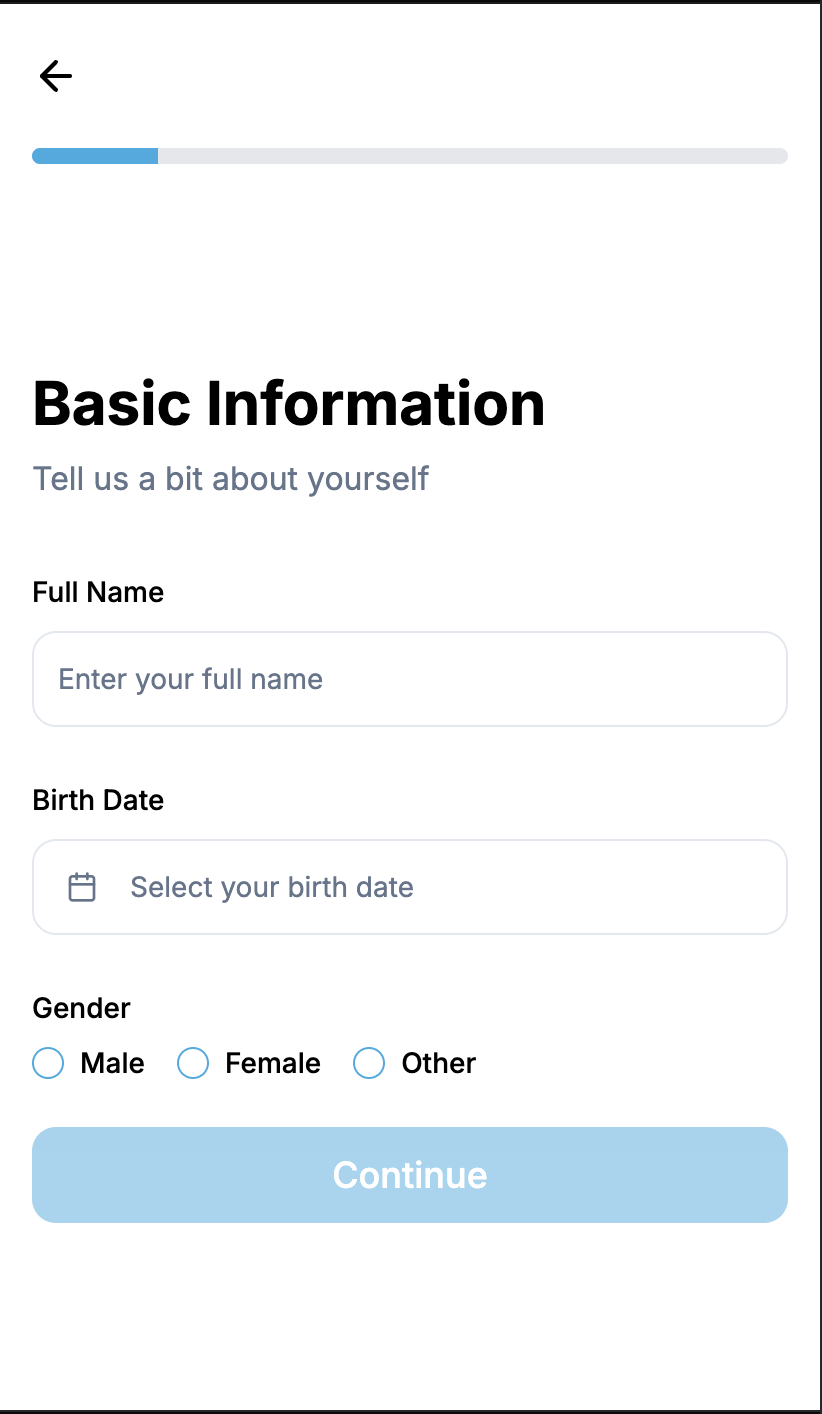 Basic Information
Tell us a bit about yourself
Full Name
Enter your full name
Birth Date
Select your birth date
Gender
Male Female Other
Continue